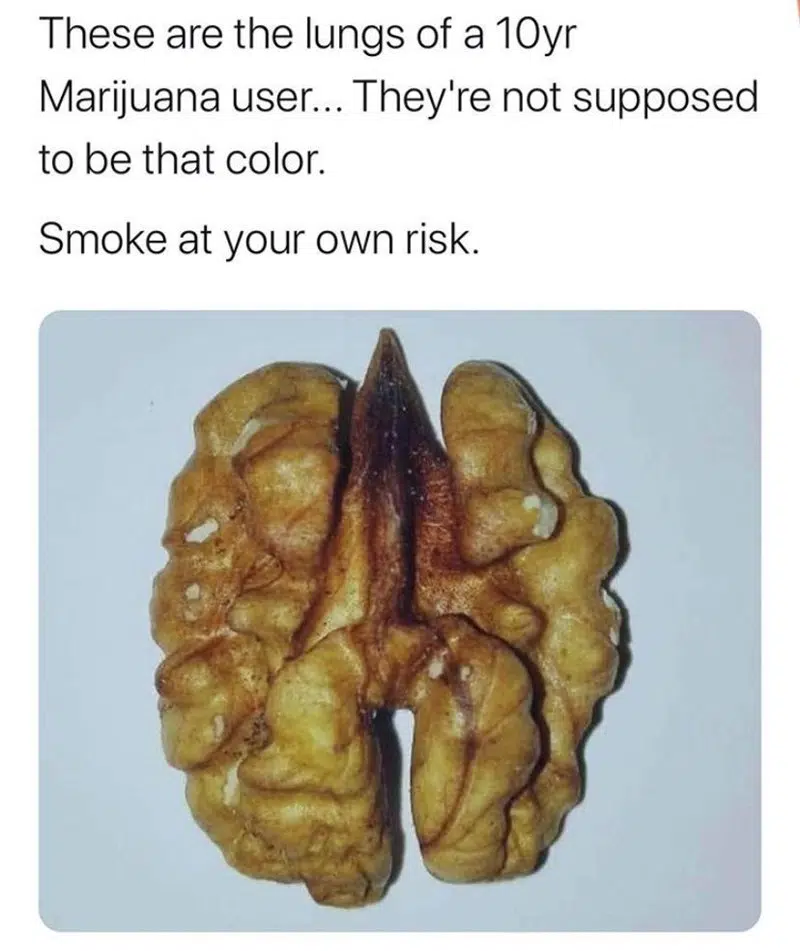 These are the lungs of a 10yr
Marijuana user... They're not supposed
to be that color.
Smoke at your own risk.